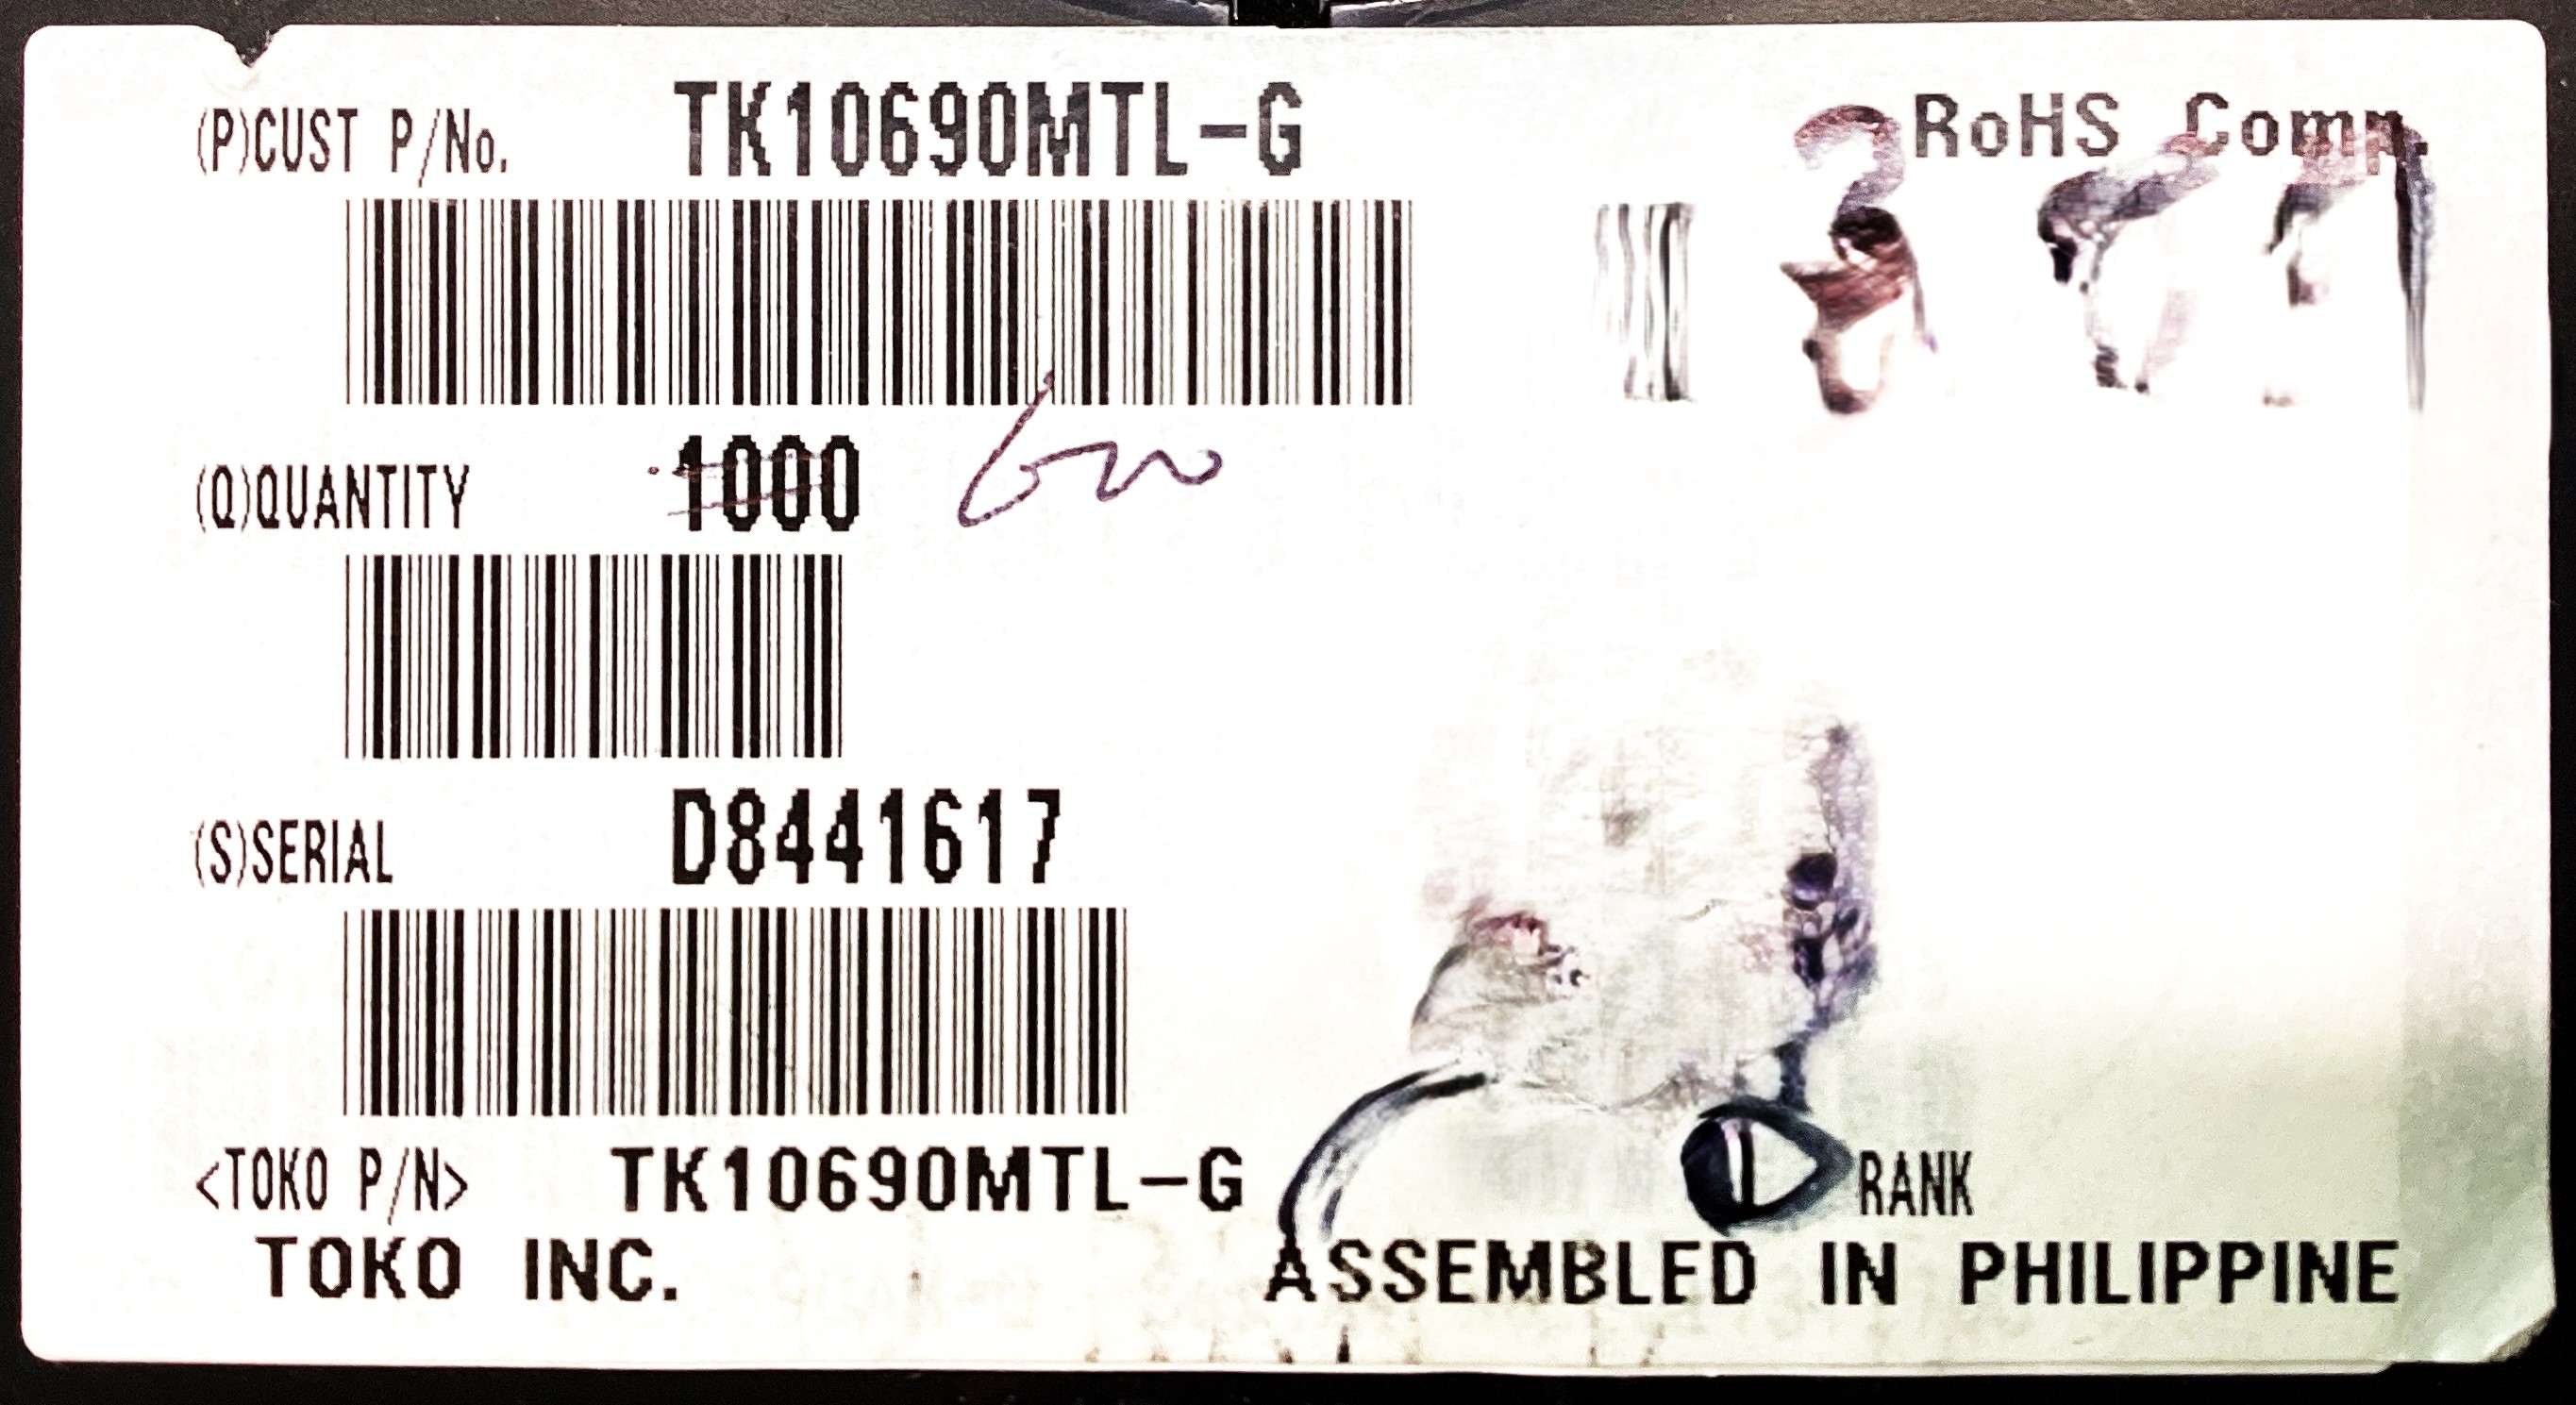 (P)CUST P/No. TK10690MTL-G RoHS Comp.
(Q)QUANTITY 1000
(S)SERIAL D8441617
<TOKO P/N> TK10690MTL-G RANK
TOKO INC. ASSEMBLED IN PHILIPPINE